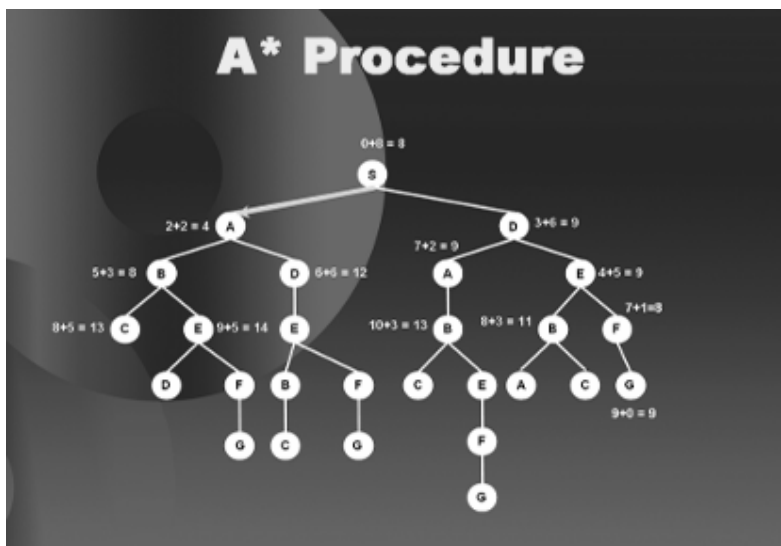 A* Procedure
0+8 = 8
S
2+2 = 4 A D 3+6 = 9
7+2 = 9
5+3 = 8 B D 6+6 = 12 A E 4+5 = 9
7+1=8
8+5 = 13 C E 9+5 = 14 E 10+3 = 13 B 8+3 = 11 B F
D F B F C E A C G
9+0 = 9
G C G F
G